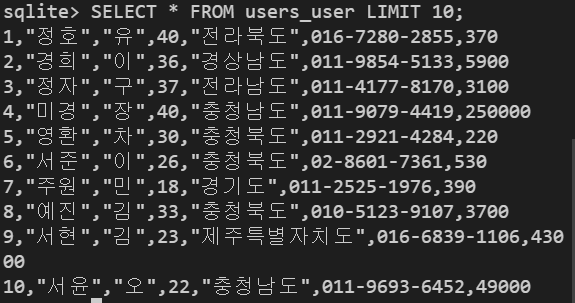 sqlite> SELECT * FROM users_user LIMIT 10;
1,"정호","유",40,"전라북도",016-7280-2855,370
2,"경희","이",36,"경상남도",011-9854-5133,5900
3,"정자","구",37,"전라남도",011-4177-8170,3100
4,"미경","장",40,"충청남도",011-9079-4419,250000
5,"영환","차",30,"충청북도",011-2921-4284,220
6,"서준","이",26,"충청북도",02-8601-7361,530
7,"주원","민",18,"경기도",011-2525-1976,390
8,"예진","김",33,"충청북도",010-5123-9107,3700
9,"서현","김",23,"제주특별자치도",016-6839-1106,430
00
10,"서윤","오",22,"충청남도",011-9693-6452,49000